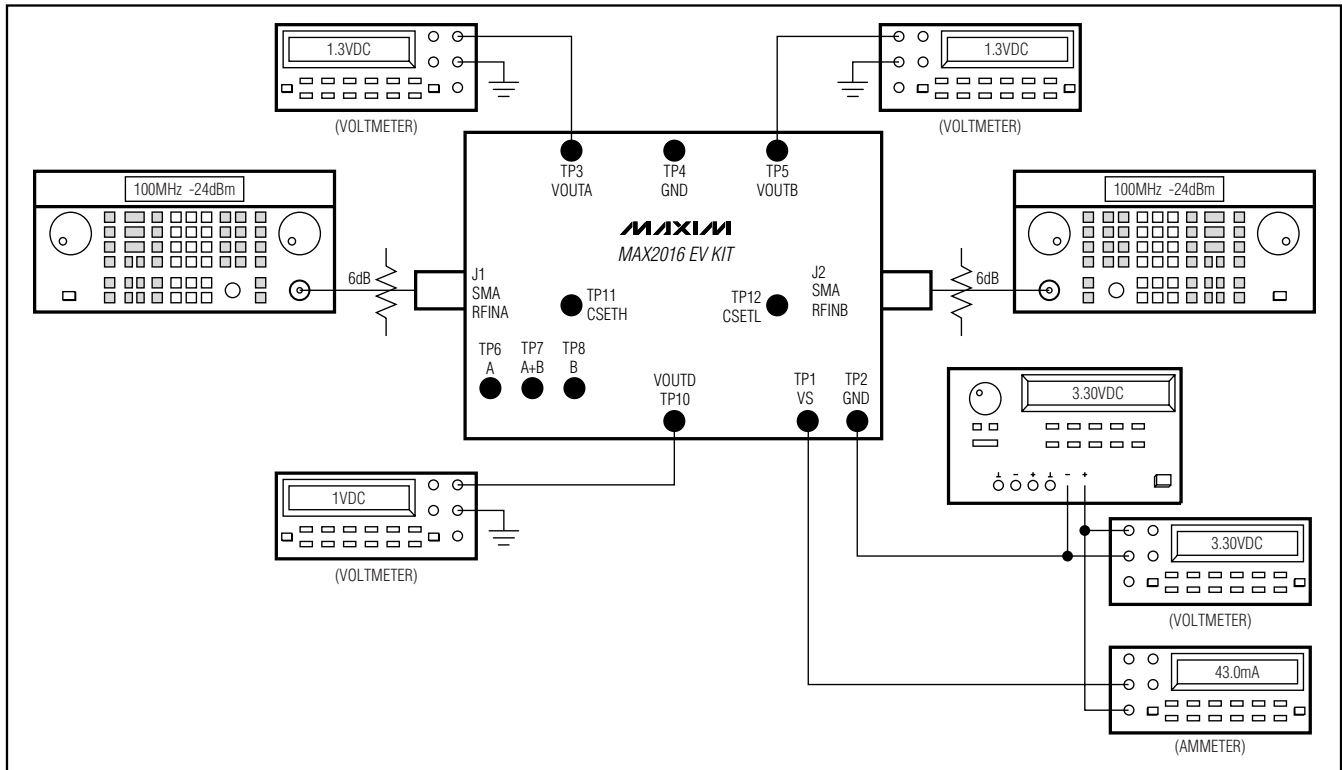 1.3VDC
(VOLTMETER)
1.3VDC
(VOLTMETER)
TP3
VOUTA
TP4
GND
TP5
VOUTB
100MHz -24dBm
100MHz -24dBm
MAXIM
MAX2016 EV KIT
6dB
J1
SMA
RFINA
TP11
CSETH
TP12
CSETL
J2
SMA
RFINB
6dB
TP6
A
TP7
A+B
TP8
B
VOUTD
TP10
TP1
VS
TP2
GND
3.30VDC
- + - +
1VDC
(VOLTMETER)
3.30VDC
(VOLTMETER)
43.0mA
(AMMETER)